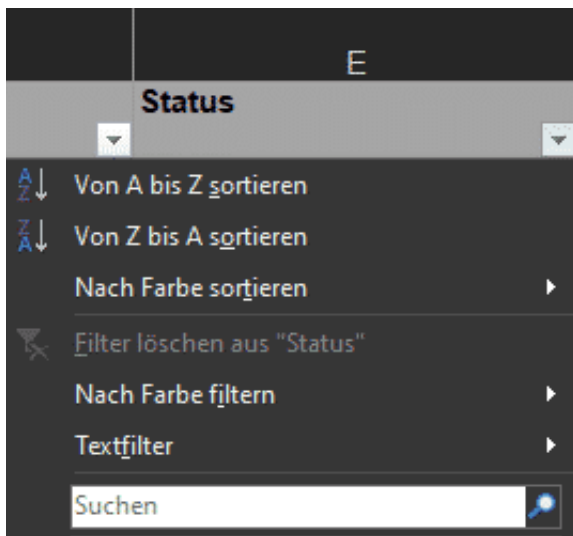 E
Status
Von A bis Z sortieren
Von Z bis A sortieren
Nach Farbe sortieren
Filter löschen aus "Status"
Nach Farbe filtern
Textfilter
Suchen